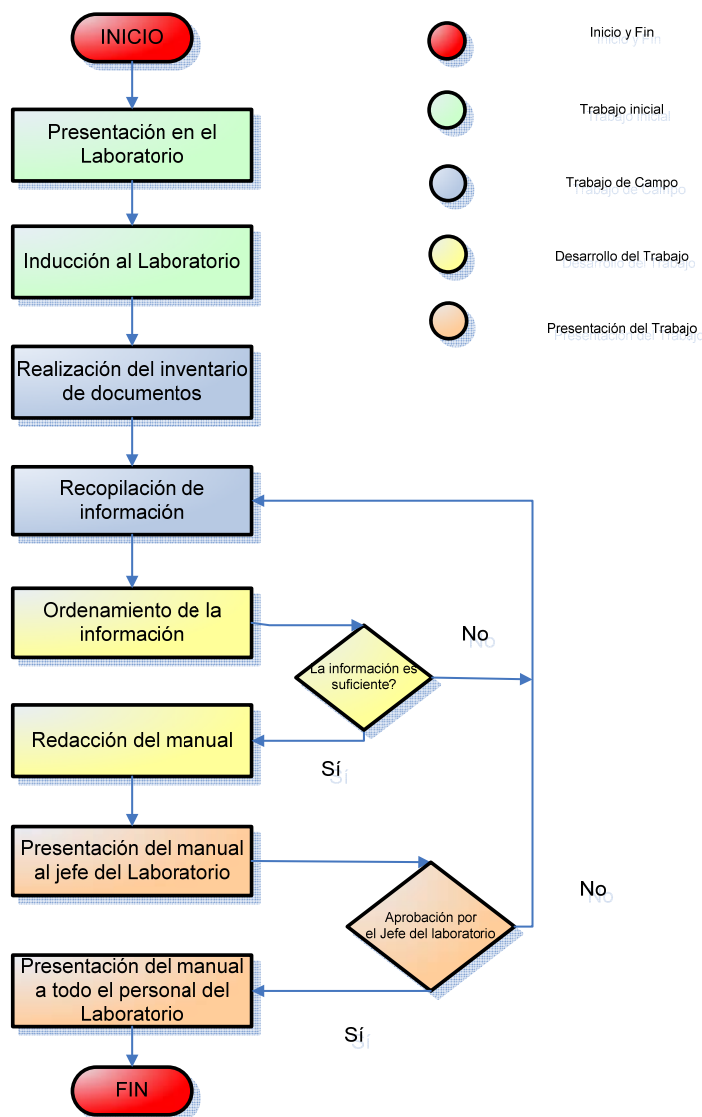 INICIO
Presentación en el
Laboratorio
Inducción al Laboratorio
Realización del inventario
de documentos
Recopilación de
información
Ordenamiento de la
información
La información es
suficiente?
No
Redacción del manual
Sí
Presentación del manual
al jefe del Laboratorio
Aprobación por
el Jefe del laboratorio
No
Presentación del manual
a todo el personal del
Laboratorio
Sí
FIN
Inicio y Fin
Trabajo inicial
Trabajo de Campo
Desarrollo del Trabajo
Presentación del Trabajo